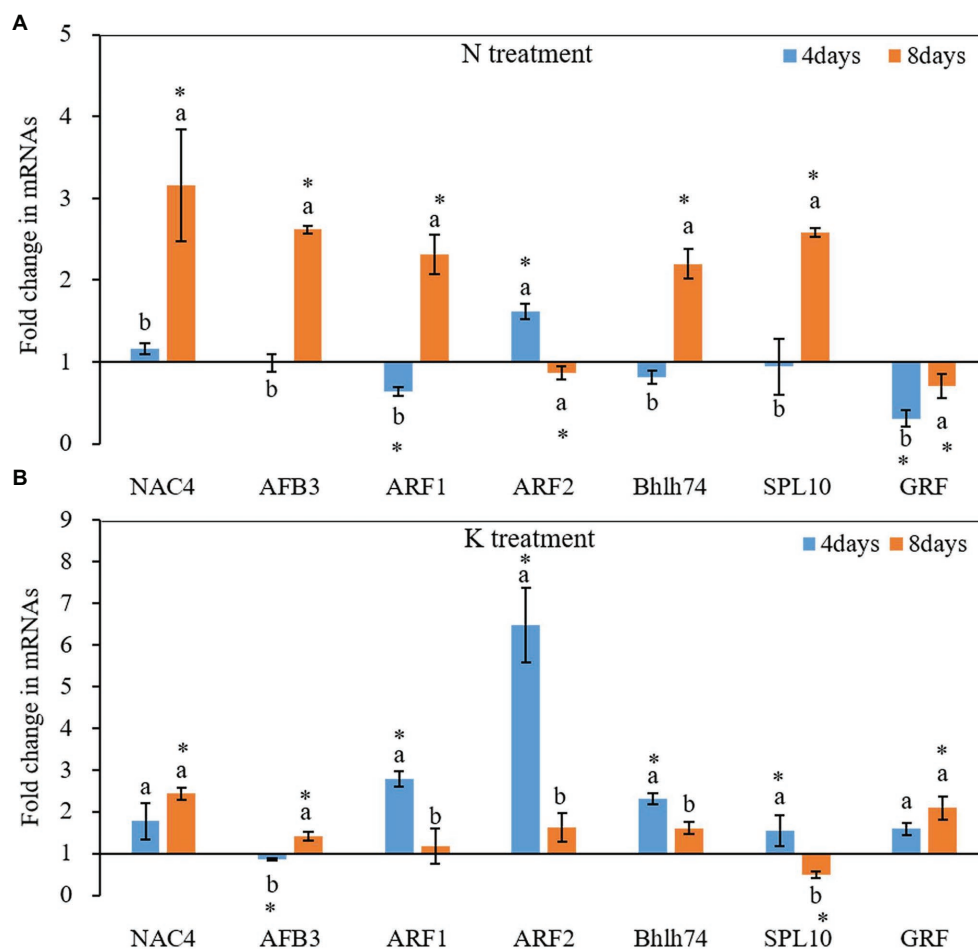 A
N treatment
4days
8days
Fold change in mRNAs
5
4
3
2
1
0
*
a
b
*
a
b
*
a
b
*
*
a
a
*
*
a
b
*
a
b
b
*
a
*
NAC4 AFB3 ARF1 ARF2 Bhlh74 SPL10 GRF
B
K treatment
4days
8days
Fold change in mRNAs
9
8
7
6
5
4
3
2
1
0
a
*
a
*
a
b
*
*
a
b
*
a
b
*
a
b
*
a
b
*
a
*
a
NAC4 AFB3 ARF1 ARF2 Bhlh74 SPL10 GRF